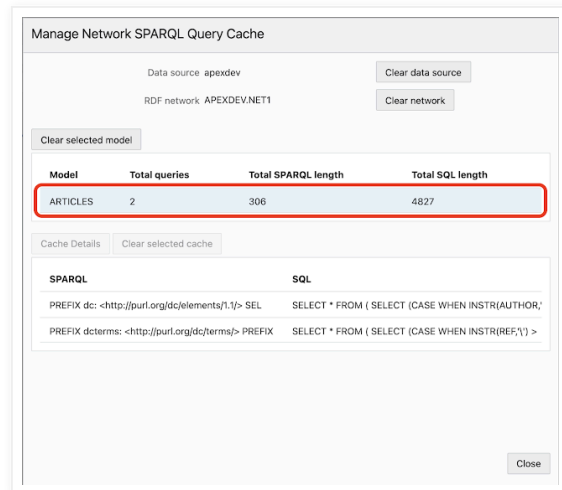 Manage Network SPARQL Query Cache
Data source apexdev Clear data source
RDF network APEXDEV.NET1 Clear network
Clear selected model
Model Total queries Total SPARQL length Total SQL length
ARTICLES 2 306 4827
Cache Details Clear selected cache
SPARQL SQL
PREFIX dc: <http://purl.org/dc/elements/1.1/> SEL SELECT * FROM ( SELECT (CASE WHEN INSTR(AUTHOR,'
PREFIX dcterms: <http://purl.org/dc/terms/> PREFIX SELECT * FROM ( SELECT (CASE WHEN INSTR(REF,'\') >
Close